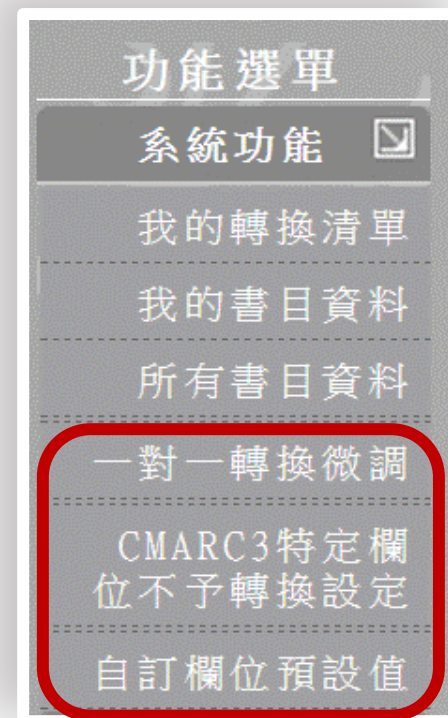 功能選單
系統功能
我的轉換清單
我的書目資料
所有書目資料
一對一轉換微調
CMARC3特定欄
位不予轉換設定
自訂欄位預設值